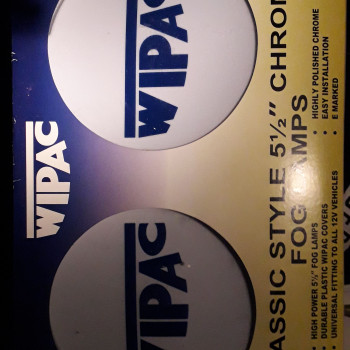 WIPAC
WIPAC
WIPAC
ASSIC STYLE 5½" CHRO
FOG LAMPS
• HIGH POWER 5½" FOG LAMPS
• DURABLE PLASTIC WIPAC COVERS
• UNIVERSAL FITTING TO ALL 12V VEHICLES
• HIGHLY POLISHED CHROME
• EASY INSTALLATION
• E MARKED